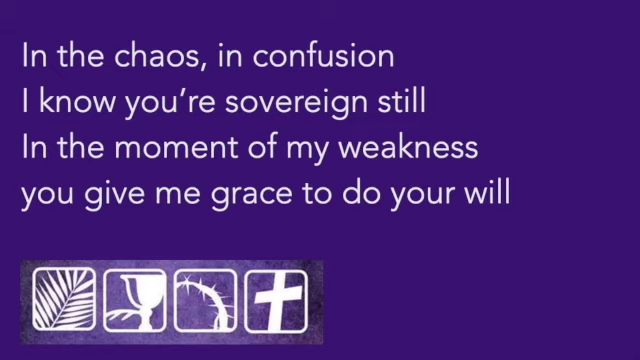 In the chaos, in confusion
I know you’re sovereign still
In the moment of my weakness
you give me grace to do your will